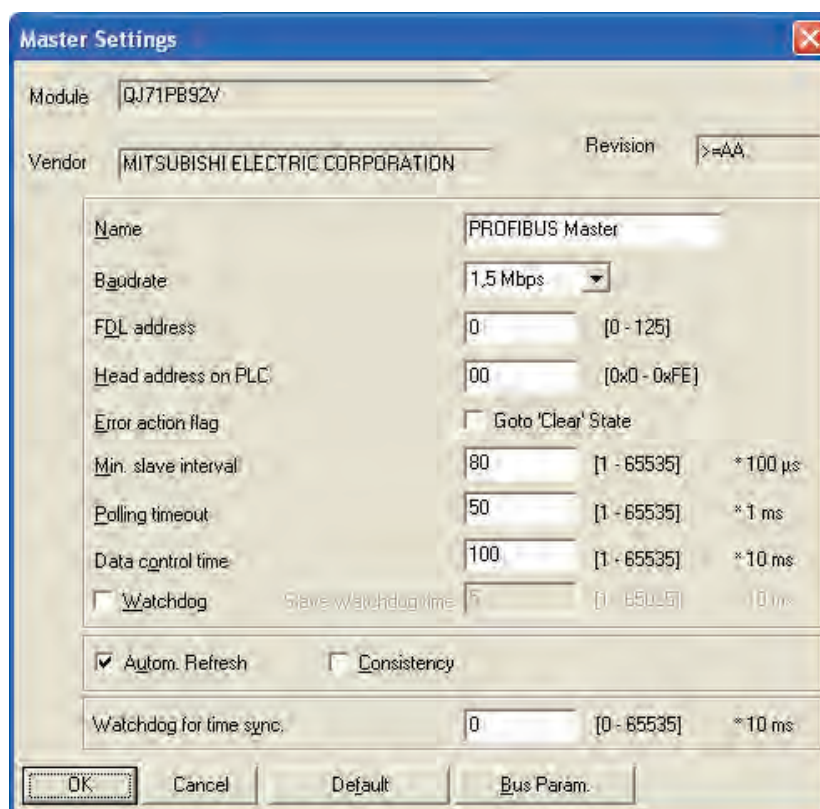 Master Settings
Module QJ71PB92V
Vendor MITSUBISHI ELECTRIC CORPORATION Revision >=AA
Name PROFIBUS Master
Baudrate 1,5 Mbps
FDL address 0 [0 - 125]
Head address on PLC 00 [0x0 - 0xFE]
Error action flag Goto 'Clear' State
Min. slave interval 80 [1 - 65535] * 100 µs
Polling timeout 50 [1 - 65535] * 1 ms
Data control time 100 [1 - 65535] * 10 ms
Watchdog Slave Watchdog time 5
Autom. Refresh Consistency
Watchdog for time sync. 0 [0 - 65535] * 10 ms
OK Cancel Default Bus Param.